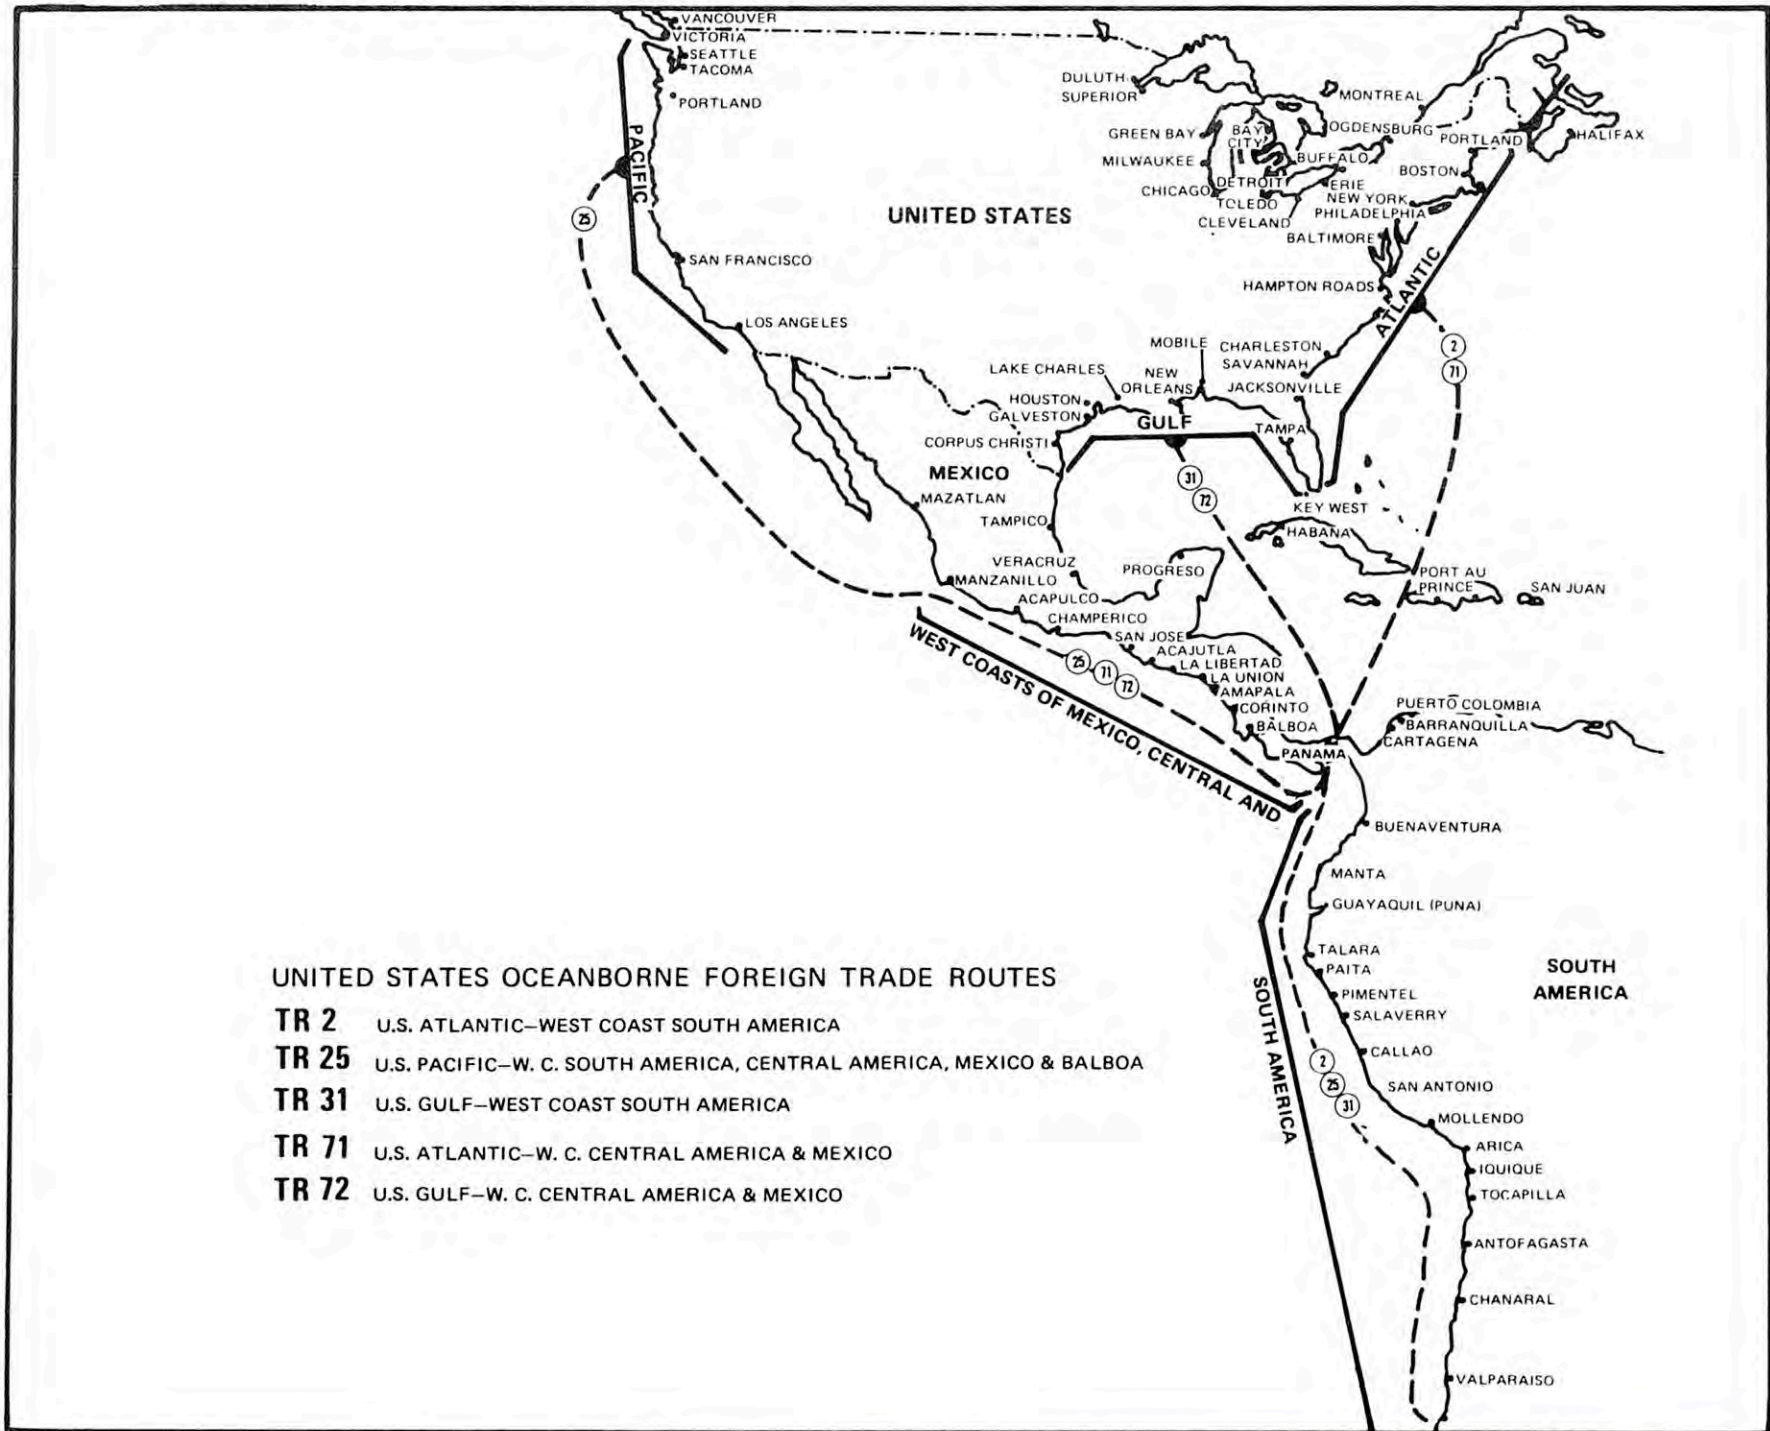 VANCOUVER
VICTORIA
SEATTLE
TACOMA
PORTLAND
PACIFIC
25
SAN FRANCISCO
LOS ANGELES
UNITED STATES
DULUTH
SUPERIOR
GREEN BAY
MILWAUKEE
CHICAGO
BAY
CITY
DETROIT
TOLEDO
CLEVELAND
MONTREAL
OGDENSBURG
BUFFALO
ERIE
PORTLAND
HALIFAX
BOSTON
NEW YORK
PHILADELPHIA
BALTIMORE
HAMPTON ROADS
ATLANTIC
2
71
MOBILE
CHARLESTON
SAVANNAH
LAKE CHARLES
NEW
ORLEANS
JACKSONVILLE
HOUSTON
GALVESTON
GULF
TAMPA
CORPUS CHRISTI
MEXICO
31
72
MAZATLAN
KEY WEST
TAMPICO
HABANA
VERACRUZ
PROGRESO
PORT AU
PRINCE
SAN JUAN
MANZANILLO
ACAPULCO
CHAMPERICO
SAN JOSE
ACAJUTLA
LA LIBERTAD
LA UNION
AMAPALA
CORINTO
BALBOA
PANAMA
25
71
72
WEST COASTS OF MEXICO, CENTRAL AND
PUERTO COLOMBIA
BARRANQUILLA
CARTAGENA
BUENAVENTURA
MANTA
GUAYAQUIL (PUNA)
TALARA
PAITA
PIMENTEL
SALAVERRY
CALLAO
SAN ANTONIO
MOLLENDO
ARICA
IQUIQUE
TOCAPILLA
ANTOFAGASTA
CHANARAL
VALPARAISO
SOUTH
AMERICA
SOUTH AMERICA
2
25
31
UNITED STATES OCEANBORNE FOREIGN TRADE ROUTES
TR 2 U.S. ATLANTIC–WEST COAST SOUTH AMERICA
TR 25 U.S. PACIFIC–W. C. SOUTH AMERICA, CENTRAL AMERICA, MEXICO & BALBOA
TR 31 U.S. GULF–WEST COAST SOUTH AMERICA
TR 71 U.S. ATLANTIC–W. C. CENTRAL AMERICA & MEXICO
TR 72 U.S. GULF–W. C. CENTRAL AMERICA & MEXICO